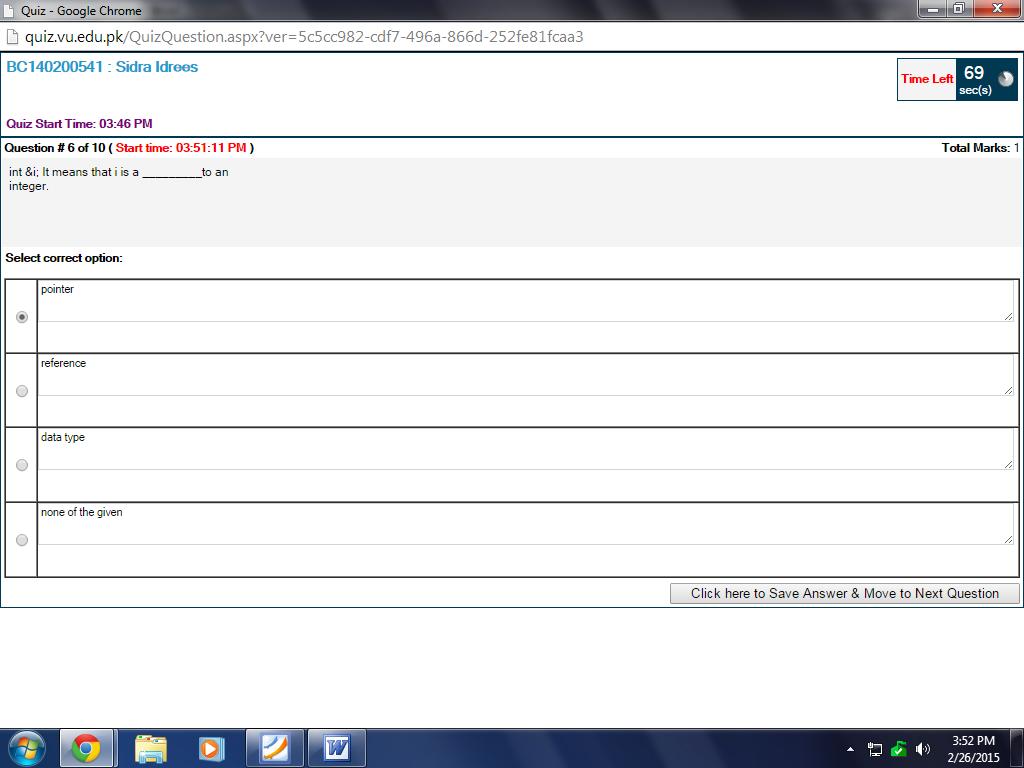 Quiz - Google Chrome
quiz.vu.edu.pk/QuizQuestion.aspx?ver=5c5cc982-cdf7-496a-866d-252fe81fcaa3
BC140200541 : Sidra Idrees
Time Left 69 sec(s)
Quiz Start Time: 03:46 PM
Question # 6 of 10 ( Start time: 03:51:11 PM ) Total Marks: 1
int &i; It means that i is a _________to an
integer.
Select correct option:
pointer
reference
data type
none of the given
Click here to Save Answer & Move to Next Question
3:52 PM
2/26/2015